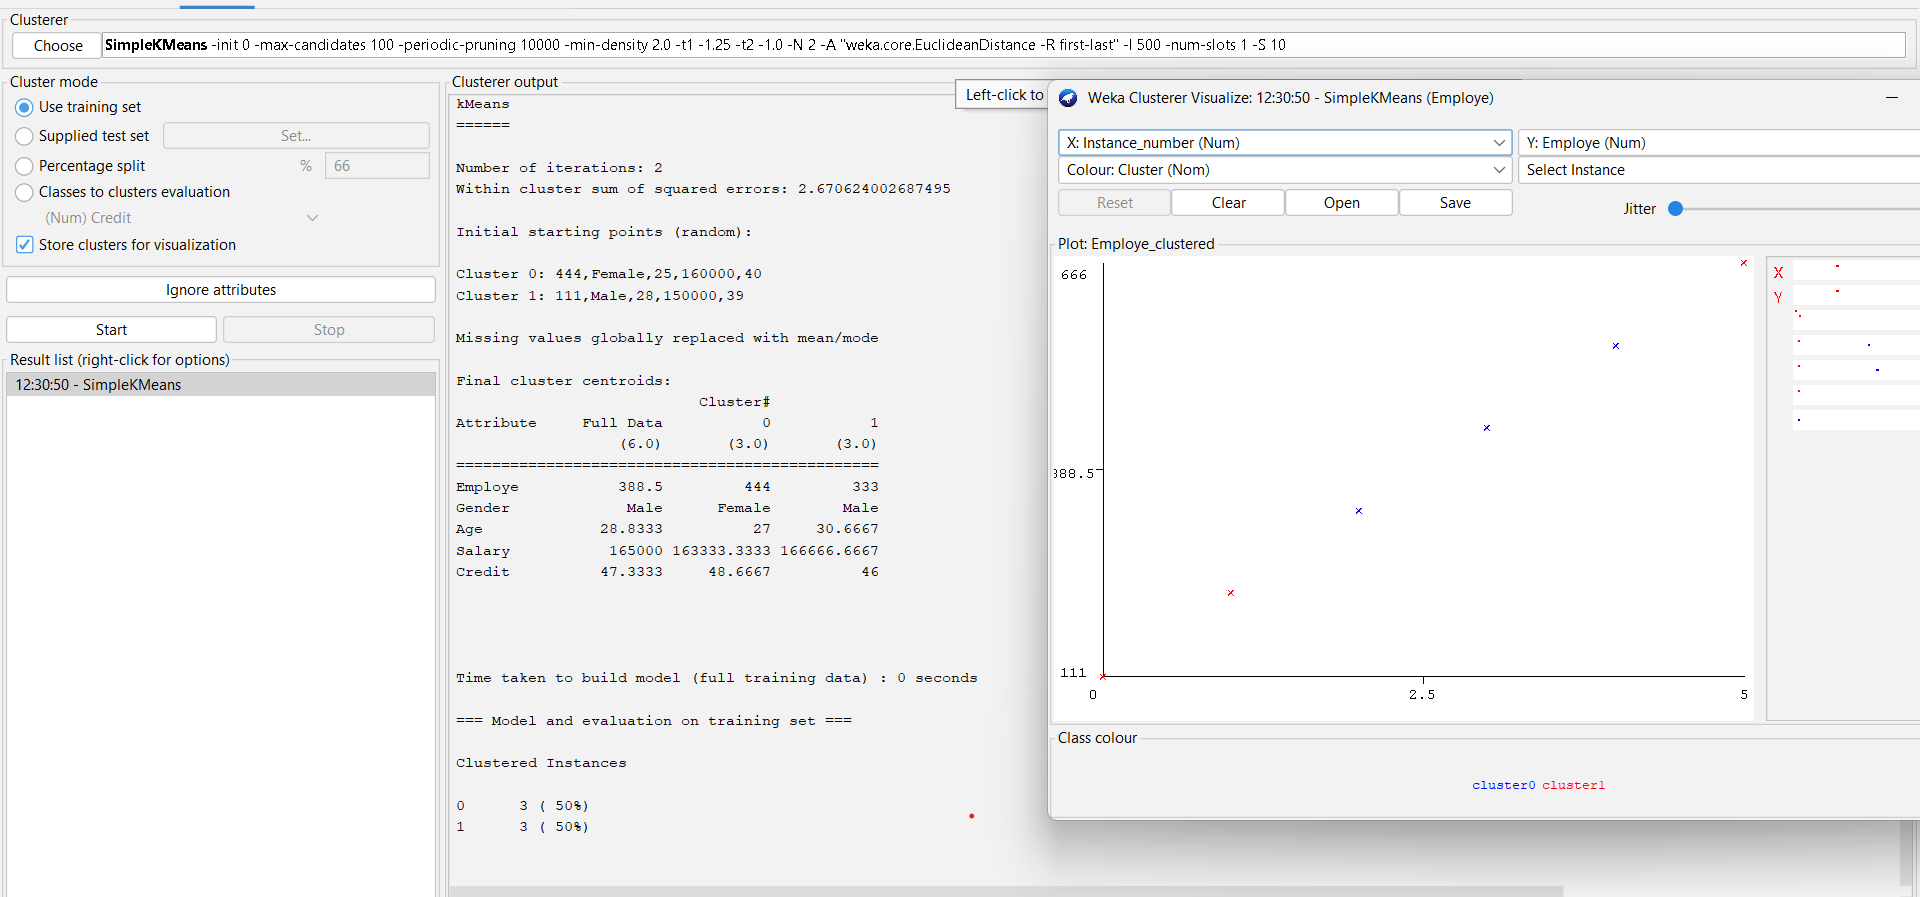 Clusterer
Choose SimpleKMeans -init 0 -max-candidates 100 -periodic-pruning 10000 -min-density 2.0 -t1 -1.25 -t2 -1.0 -N 2 -A "weka.core.EuclideanDistance -R first-last" -I 500 -num-slots 1 -S 10
Cluster mode
Use training set
Supplied test set Set...
Percentage split % 66
Classes to clusters evaluation
(Num) Credit
Store clusters for visualization
Ignore attributes
Start Stop
Result list (right-click for options)
12:30:50 - SimpleKMeans
Clusterer output
kMeans
======
Number of iterations: 2
Within cluster sum of squared errors: 2.670624002687495
Initial starting points (random):
Cluster 0: 444,Female,25,160000,40
Cluster 1: 111,Male,28,150000,39
Missing values globally replaced with mean/mode
Final cluster centroids:
Cluster#
Attribute Full Data 0 1
(6.0) (3.0) (3.0)
================================================
Employe 388.5 444 333
Gender Male Female Male
Age 28.8333 27 30.6667
Salary 165000 163333.3333 166666.6667
Credit 47.3333 48.6667 46
Time taken to build model (full training data) : 0 seconds
=== Model and evaluation on training set ===
Clustered Instances
0 3 ( 50%)
1 3 ( 50%)
Left-click to
Weka Clusterer Visualize: 12:30:50 - SimpleKMeans (Employe)
X: Instance_number (Num) Y: Employe (Num)
Colour: Cluster (Nom) Select Instance
Reset Clear Open Save
Jitter
Plot: Employe_clustered
666
388.5
111
0 2.5 5
X
Y
Class colour
cluster0 cluster1